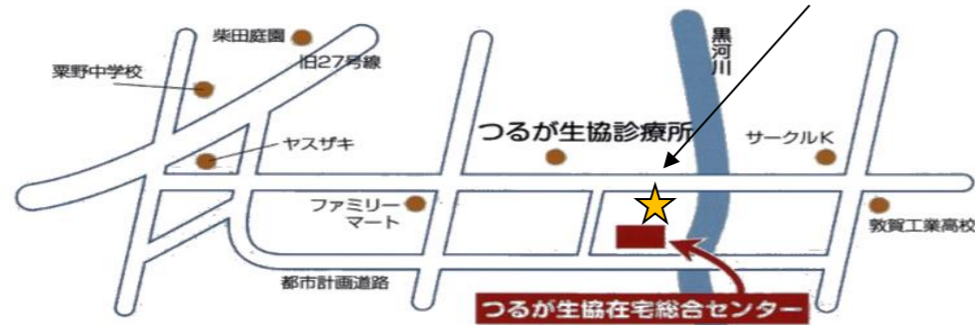 柴田庭園
旧27号線
粟野中学校
黒河川
つるが生協診療所
サークルK
ヤスザキ
ファミリー
マート
敦賀工業高校
都市計画道路
つるが生協在宅総合センター